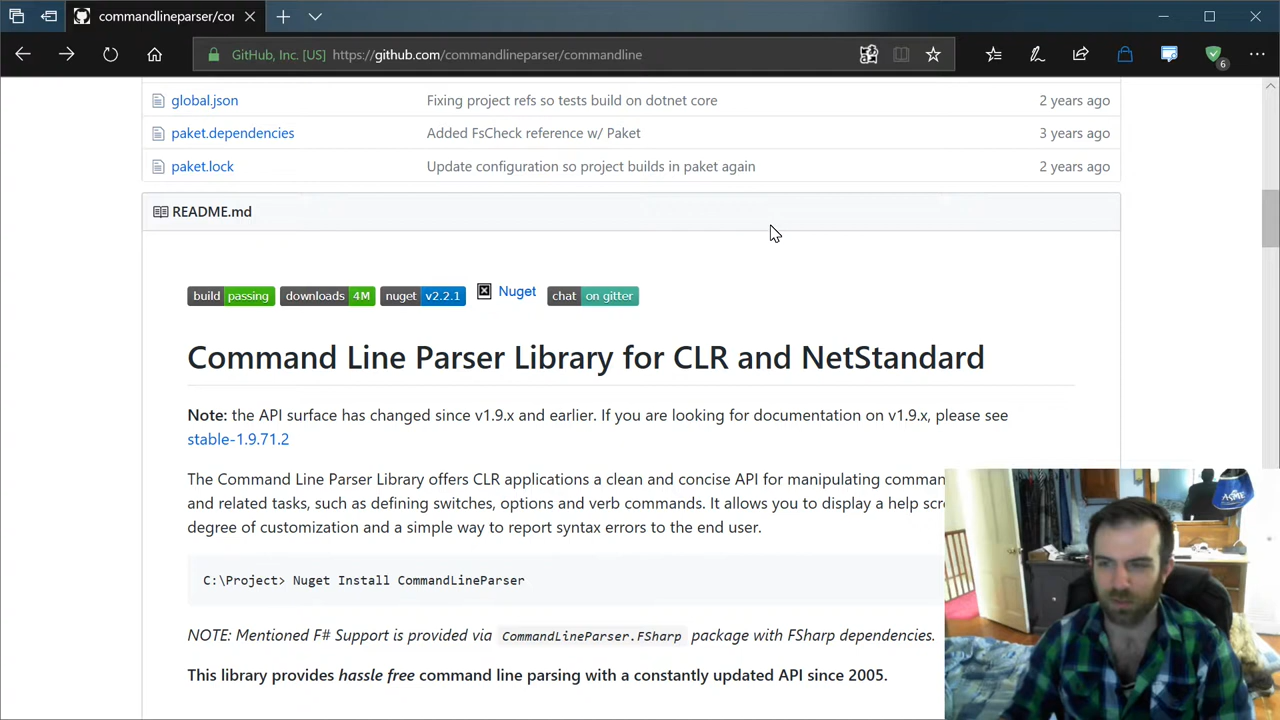 commandlineparser/cor
GitHub, Inc. [US] https://github.com/commandlineparser/commandline
6
global.json Fixing project refs so tests build on dotnet core 2 years ago
paket.dependencies Added FsCheck reference w/ Paket 3 years ago
paket.lock Update configuration so project builds in paket again 2 years ago
README.md
build passing downloads 4M nuget v2.2.1 Nuget chat on gitter
Command Line Parser Library for CLR and NetStandard
Note: the API surface has changed since v1.9.x and earlier. If you are looking for documentation on v1.9.x, please see
stable-1.9.71.2
The Command Line Parser Library offers CLR applications a clean and concise API for manipulating comman
and related tasks, such as defining switches, options and verb commands. It allows you to display a help scre
degree of customization and a simple way to report syntax errors to the end user.
C:\Project> Nuget Install CommandLineParser
NOTE: Mentioned F# Support is provided via CommandLineParser.FSharp package with FSharp dependencies.
This library provides hassle free command line parsing with a constantly updated API since 2005.
ASME